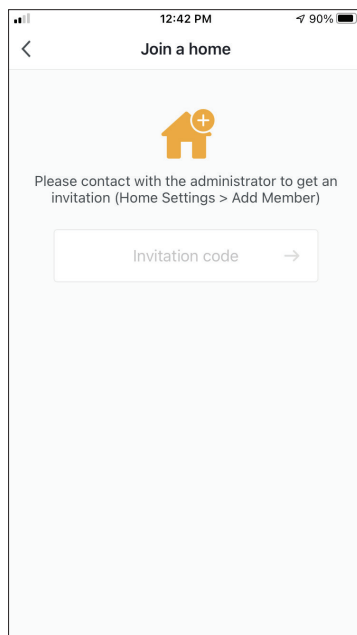 12:42 PM
90%
Join a home
Please contact with the administrator to get an
invitation (Home Settings > Add Member)
Invitation code